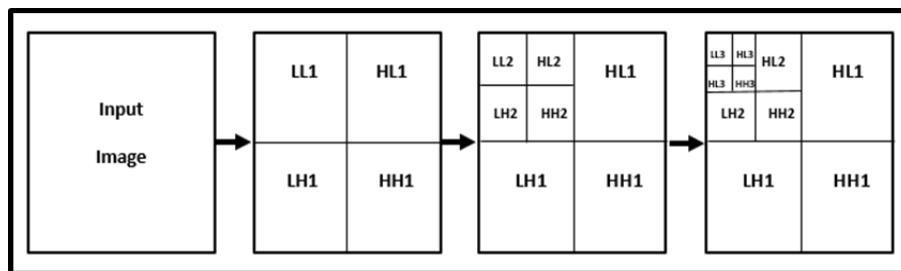 Input
Image
LL1 HL1
LH1 HH1
LL2 HL2 HL1
LH2 HH2
LH1 HH1
LL3 HL3 HL2 HL1
HL3 HH3
LH2 HH2
LH1 HH1